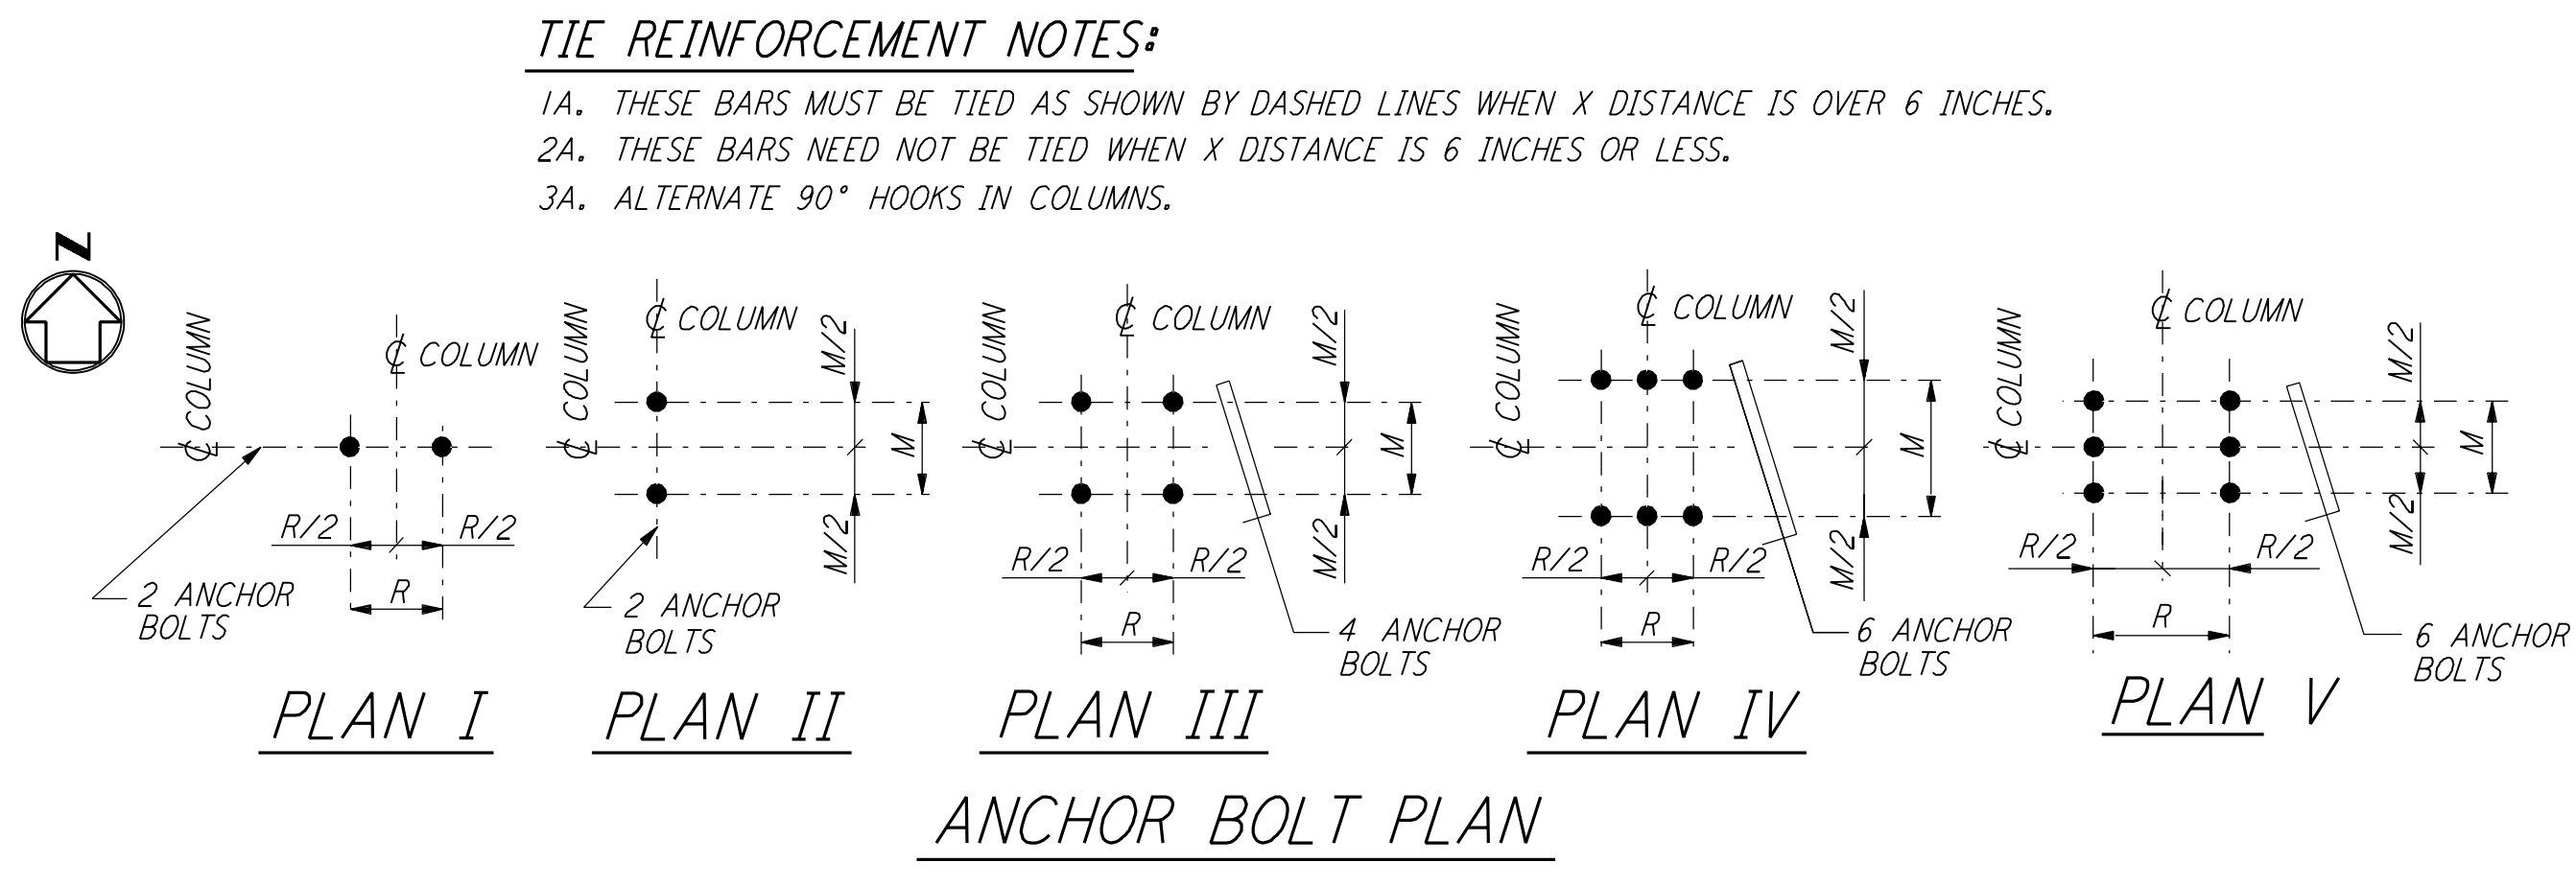 TIE REINFORCEMENT NOTES:
1A. THESE BARS MUST BE TIED AS SHOWN BY DASHED LINES WHEN X DISTANCE IS OVER 6 INCHES.
2A. THESE BARS NEED NOT BE TIED WHEN X DISTANCE IS 6 INCHES OR LESS.
3A. ALTERNATE 90° HOOKS IN COLUMNS.
N
℄ COLUMN
℄ COLUMN
R/2
R/2
R
2 ANCHOR
BOLTS
PLAN I
℄ COLUMN
℄ COLUMN
M/2
M
M/2
2 ANCHOR
BOLTS
PLAN II
℄ COLUMN
℄ COLUMN
M/2
M
M/2
R/2
R/2
R
4 ANCHOR
BOLTS
PLAN III
℄ COLUMN
℄ COLUMN
M/2
M
M/2
R/2
R/2
R
6 ANCHOR
BOLTS
PLAN IV
℄ COLUMN
℄ COLUMN
M/2
M
M/2
R/2
R/2
R
6 ANCHOR
BOLTS
PLAN V
ANCHOR BOLT PLAN